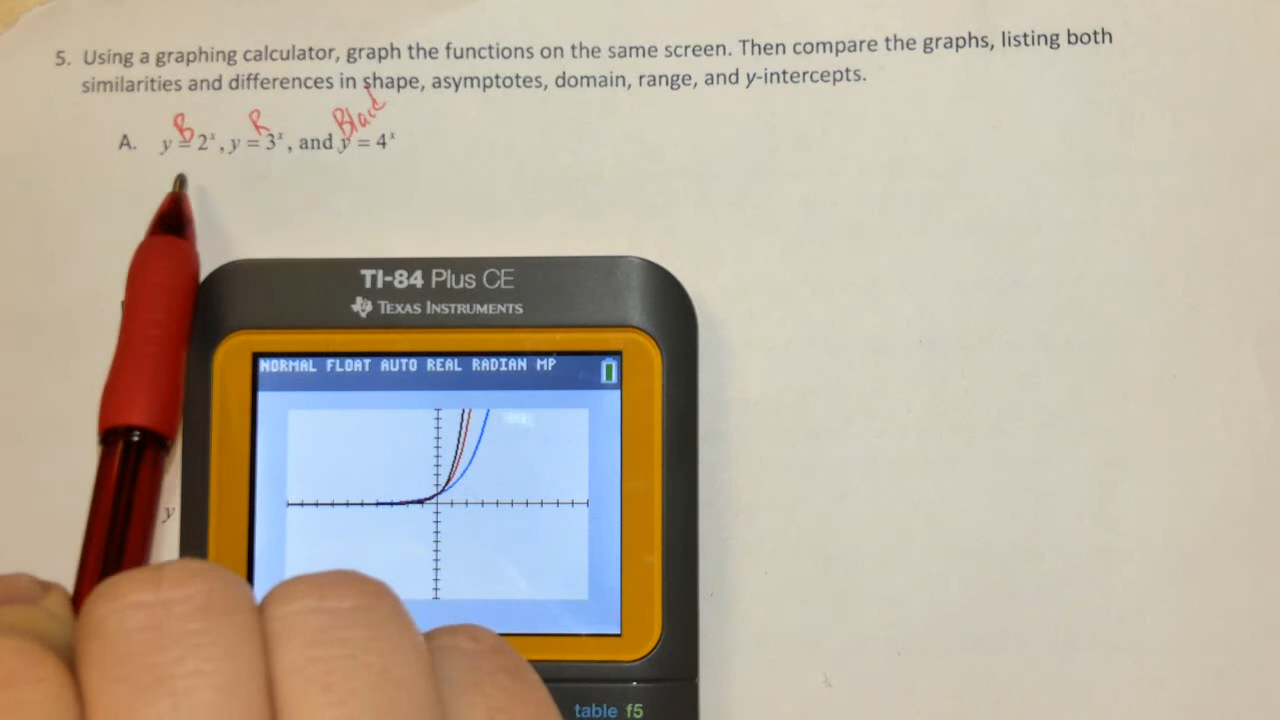 5. Using a graphing calculator, graph the functions on the same screen. Then compare the graphs, listing both
similarities and differences in shape, asymptotes, domain, range, and y-intercepts.
B R Black
A. y = 2ˣ, y = 3ˣ, and y = 4ˣ
TI-84 Plus CE
TEXAS INSTRUMENTS
NORMAL FLOAT AUTO REAL RADIAN MP
y
table f5